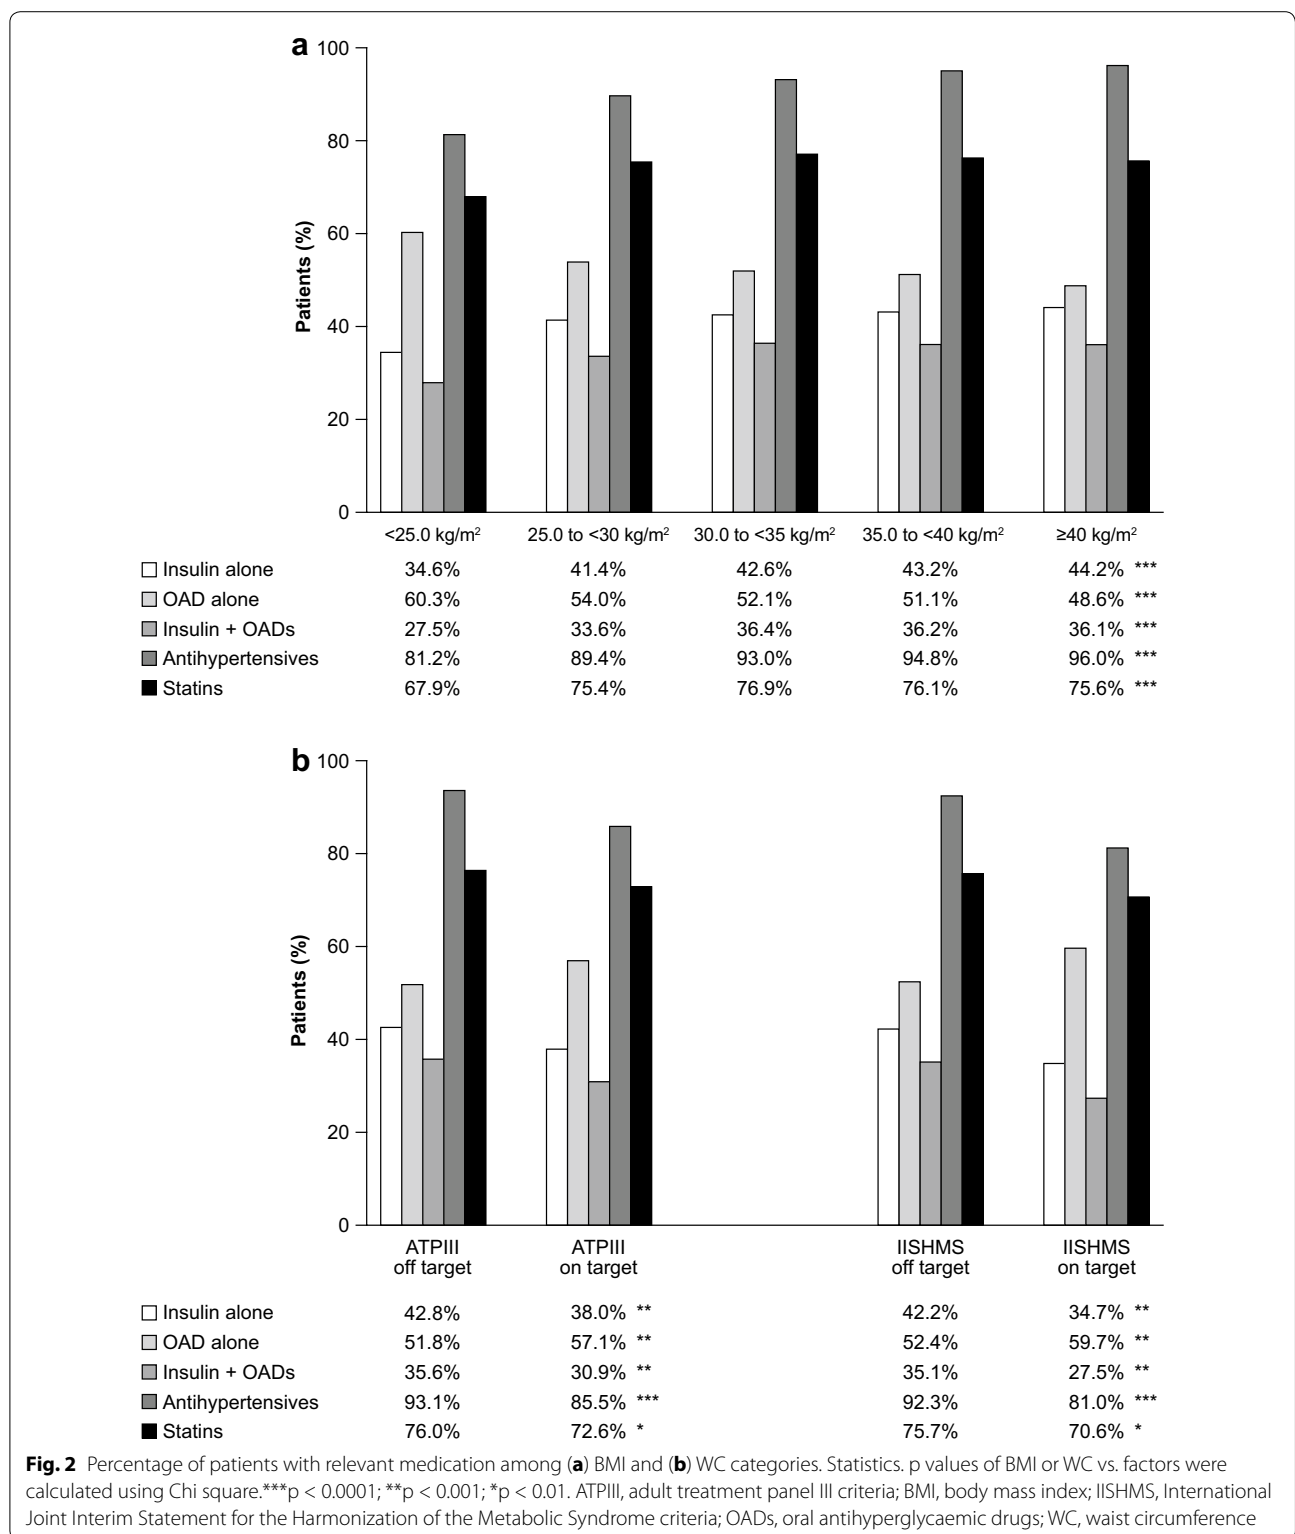 a
100
80
60
40
20
0
Patients (%)
<25.0 kg/m² 25.0 to <30 kg/m² 30.0 to <35 kg/m² 35.0 to <40 kg/m² ≥40 kg/m²
Insulin alone 34.6% 41.4% 42.6% 43.2% 44.2% ***
OAD alone 60.3% 54.0% 52.1% 51.1% 48.6% ***
Insulin + OADs 27.5% 33.6% 36.4% 36.2% 36.1% ***
Antihypertensives 81.2% 89.4% 93.0% 94.8% 96.0% ***
Statins 67.9% 75.4% 76.9% 76.1% 75.6% ***
b
100
80
60
40
20
0
Patients (%)
ATPIII ATPIII IISHMS IISHMS
off target on target off target on target
Insulin alone 42.8% 38.0% ** 42.2% 34.7% **
OAD alone 51.8% 57.1% ** 52.4% 59.7% **
Insulin + OADs 35.6% 30.9% ** 35.1% 27.5% **
Antihypertensives 93.1% 85.5% *** 92.3% 81.0% ***
Statins 76.0% 72.6% * 75.7% 70.6% *
Fig. 2 Percentage of patients with relevant medication among (a) BMI and (b) WC categories. Statistics. p values of BMI or WC vs. factors were
calculated using Chi square.***p < 0.0001; **p < 0.001; *p < 0.01. ATPIII, adult treatment panel III criteria; BMI, body mass index; IISHMS, International
Joint Interim Statement for the Harmonization of the Metabolic Syndrome criteria; OADs, oral antihyperglycaemic drugs; WC, waist circumference